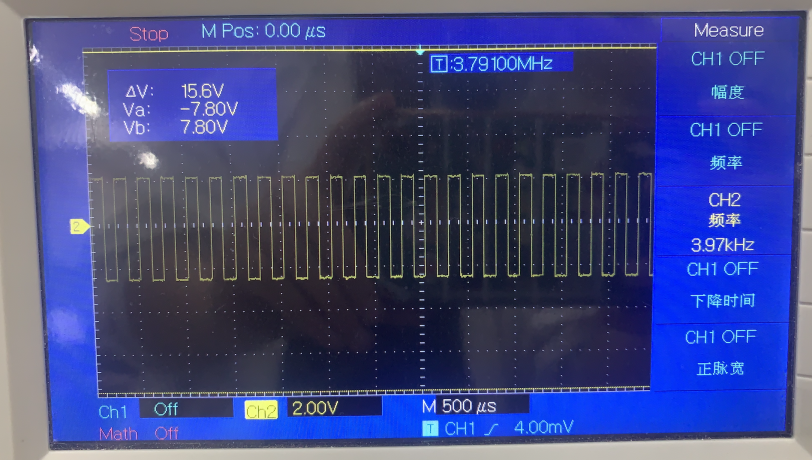 Stop M Pos: 0.00 μs Measure
T:3.79100MHz CH1 OFF
幅度
ΔV: 15.6V
Va: -7.80V
Vb: 7.80V
CH1 OFF
频率
CH2
频率
3.97kHz
2
CH1 OFF
下降时间
CH1 OFF
正脉宽
Ch1 Off Ch2 2.00V M 500 μs
Math Off T CH1 4.00mV